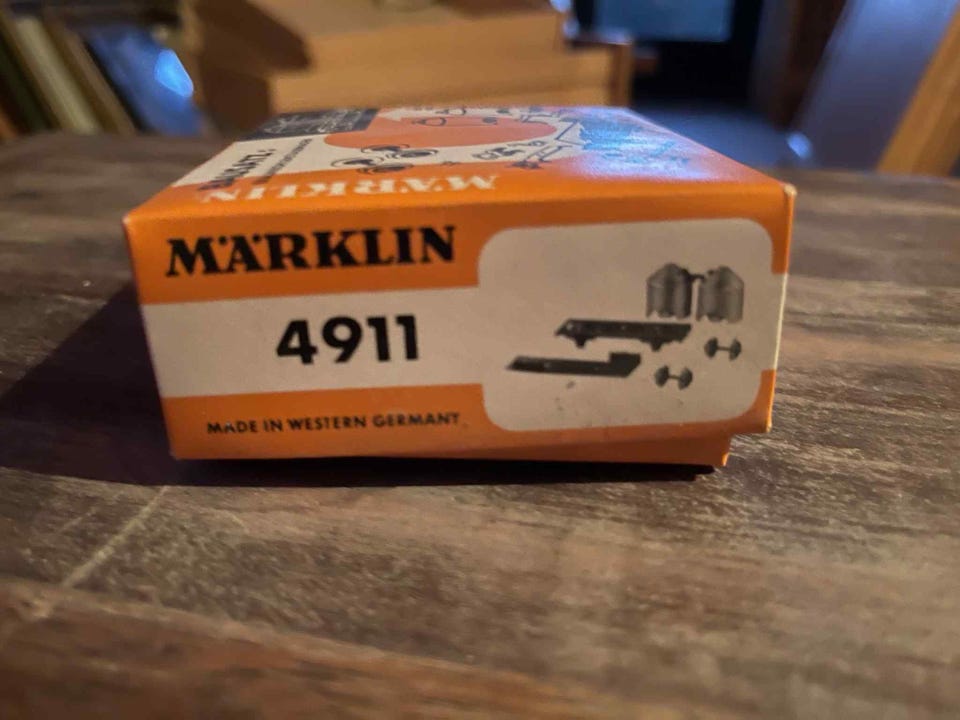 MÄRKLIN
MÄRKLIN
4911
MADE IN WESTERN GERMANY